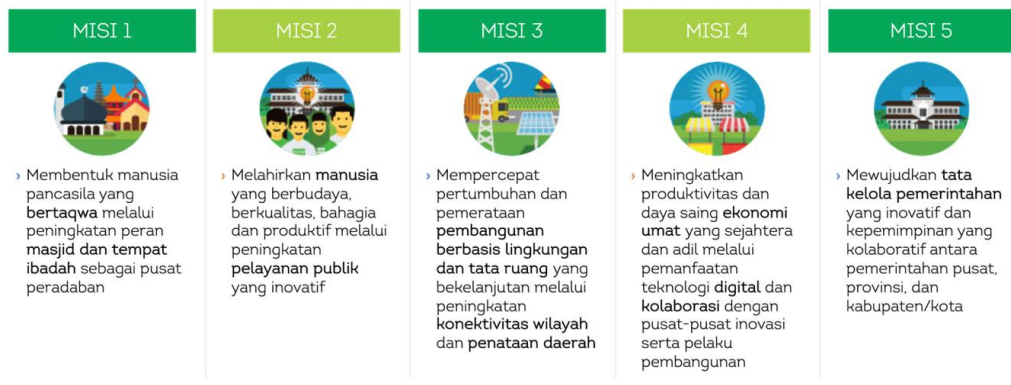 MISI 1
› Membentuk manusia
pancasila yang
bertaqwa melalui
peningkatan peran
masjid dan tempat
ibadah sebagai pusat
peradaban
MISI 2
› Melahirkan manusia
yang berbudaya,
berkualitas, bahagia
dan produktif melalui
peningkatan
pelayanan publik
yang inovatif
MISI 3
› Mempercepat
pertumbuhan dan
pemerataan
pembangunan
berbasis lingkungan
dan tata ruang yang
bekelanjutan melalui
peningkatan
konektivitas wilayah
dan penataan daerah
MISI 4
› Meningkatkan
produktivitas dan
daya saing ekonomi
umat yang sejahtera
dan adil melalui
pemanfaatan
teknologi digital dan
kolaborasi dengan
pusat-pusat inovasi
serta pelaku
pembangunan
MISI 5
› Mewujudkan tata
kelola pemerintahan
yang inovatif dan
kepemimpinan yang
kolaboratif antara
pemerintahan pusat,
provinsi, dan
kabupaten/kota